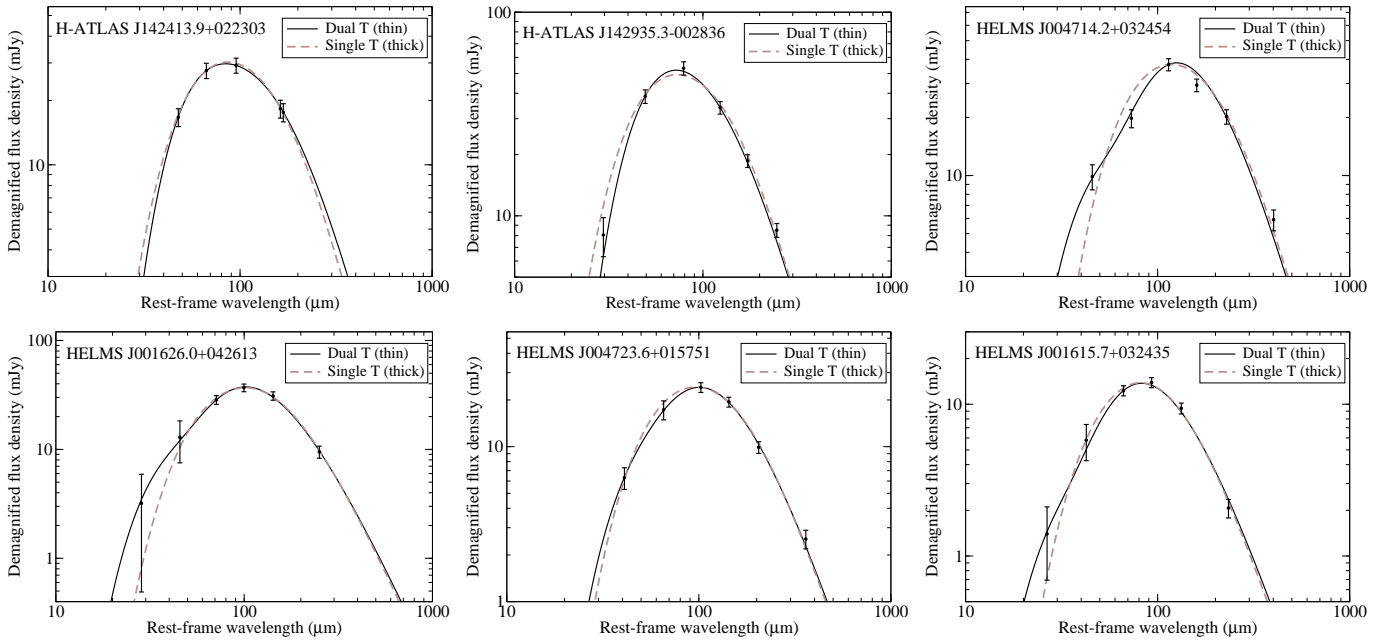 H-ATLAS J142413.9+022303
Dual T (thin)
Single T (thick)
Demagnified flux density (mJy)
10
10
100
1000
Rest-frame wavelength (μm)
H-ATLAS J142935.3-002836
Dual T (thin)
Single T (thick)
Demagnified flux density (mJy)
100
10
10
100
1000
Rest-frame wavelength (μm)
HELMS J004714.2+032454
Dual T (thin)
Single T (thick)
Demagnified flux density (mJy)
10
10
100
1000
Rest-frame wavelength (μm)
HELMS J001626.0+042613
Dual T (thin)
Single T (thick)
Demagnified flux density (mJy)
100
10
1
10
100
1000
Rest-frame wavelength (μm)
HELMS J004723.6+015751
Dual T (thin)
Single T (thick)
Demagnified flux density (mJy)
10
1
10
100
1000
Rest-frame wavelength (μm)
HELMS J001615.7+032435
Dual T (thin)
Single T (thick)
Demagnified flux density (mJy)
10
1
10
100
1000
Rest-frame wavelength (μm)